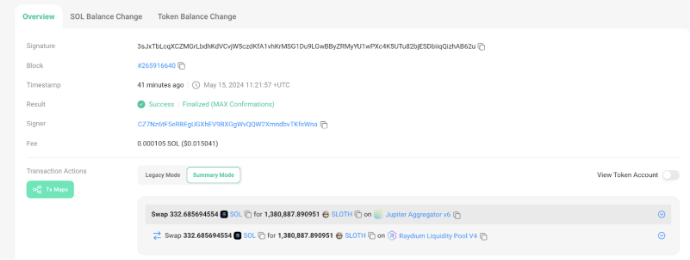 Overview SOL Balance Change Token Balance Change
Signature
Block #265916640
Timestamp 41 minutes ago May 15, 2024 11:21:57 +UTC
Result Success Finalized (MAX Confirmations)
Signer
Fee 0.000105 SOL ($0.015041)
Transaction Actions Legacy Mode Summary Mode View Token Account
Tx Maps
Swap 332.685694554 SOL for 1,380,887.890951 SLOTH on Jupiter Aggregator v6
Swap 332.685694554 SOL for 1,380,887.890951 SLOTH on Raydium Liquidity Pool V4